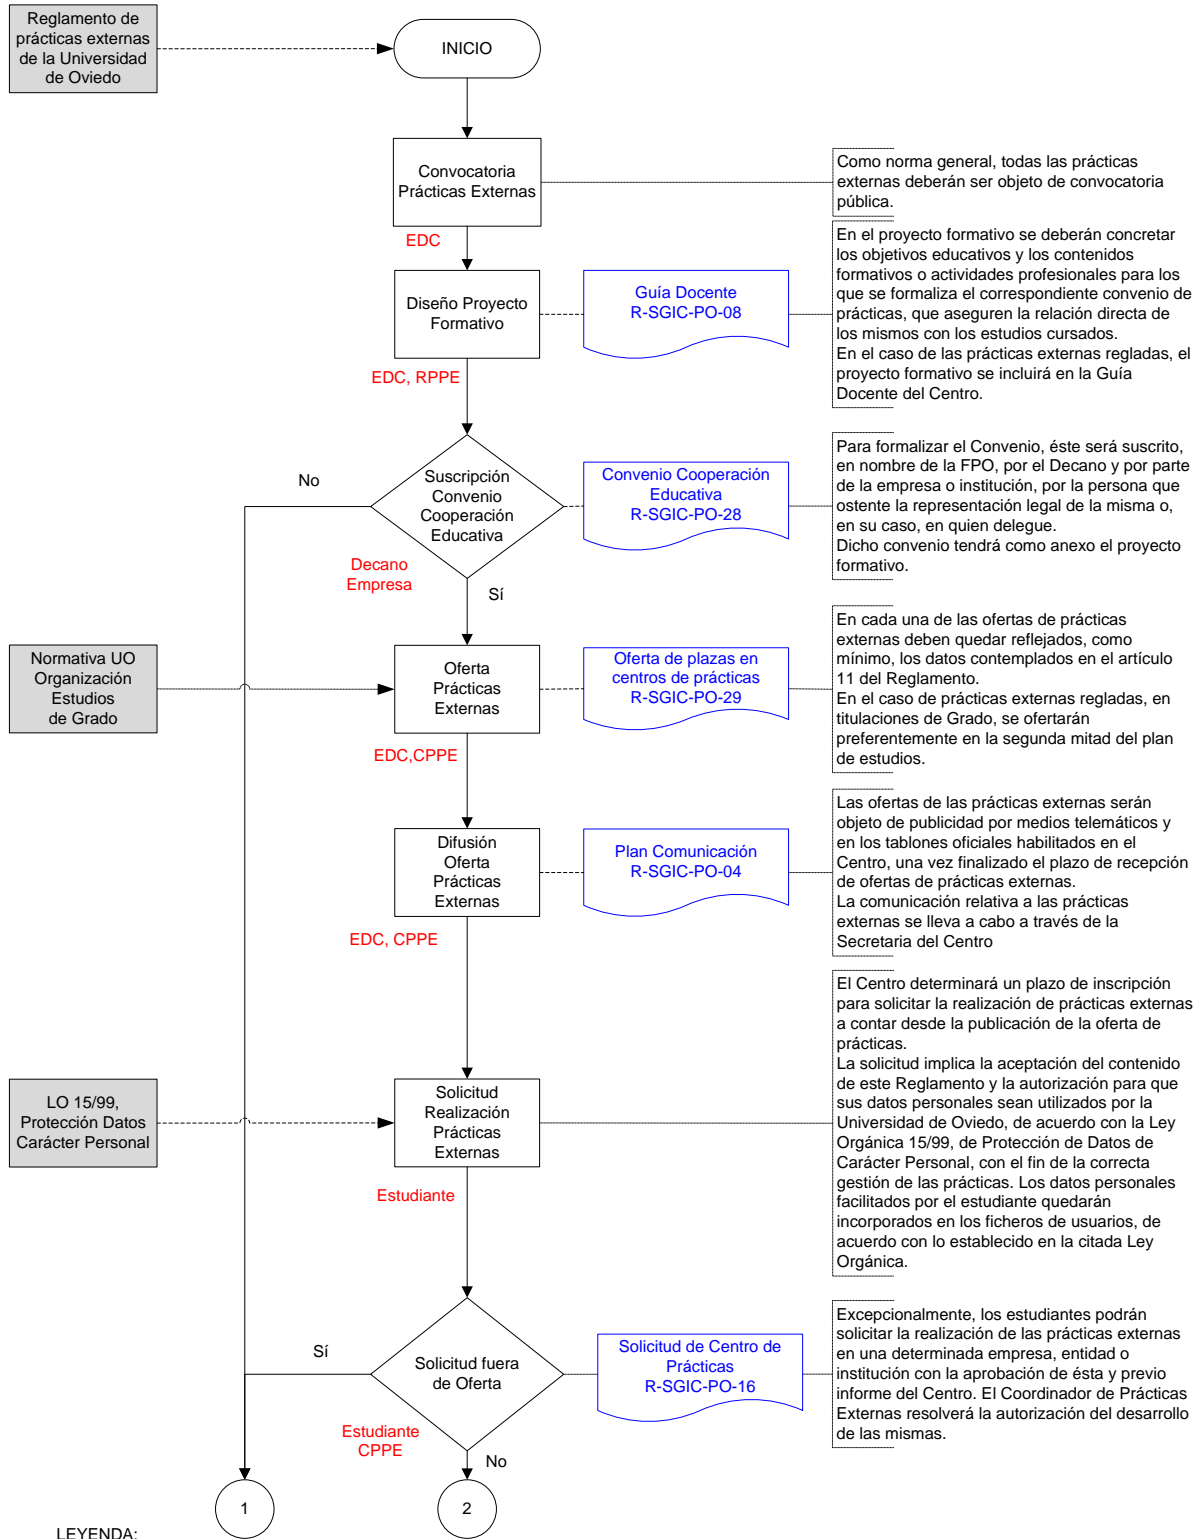 Reglamento de
prácticas externas
de la Universidad
de Oviedo
INICIO
Convocatoria
Prácticas Externas
Como norma general, todas las prácticas
externas deberán ser objeto de convocatoria
pública.
EDC
Diseño Proyecto
Formativo
Guía Docente
R-SGIC-PO-08
En el proyecto formativo se deberán concretar
los objetivos educativos y los contenidos
formativos o actividades profesionales para los
que se formaliza el correspondiente convenio de
prácticas, que aseguren la relación directa de
los mismos con los estudios cursados.
En el caso de las prácticas externas regladas, el
proyecto formativo se incluirá en la Guía
Docente del Centro.
EDC, RPPE
No
Suscripción
Convenio
Cooperación
Educativa
Convenio Cooperación
Educativa
R-SGIC-PO-28
Para formalizar el Convenio, éste será suscrito,
en nombre de la FPO, por el Decano y por parte
de la empresa o institución, por la persona que
ostente la representación legal de la misma o,
en su caso, en quien delegue.
Dicho convenio tendrá como anexo el proyecto
formativo.
Decano
Empresa
Sí
Normativa UO
Organización
Estudios
de Grado
Oferta
Prácticas
Externas
Oferta de plazas en
centros de prácticas
R-SGIC-PO-29
En cada una de las ofertas de prácticas
externas deben quedar reflejados, como
mínimo, los datos contemplados en el artículo
11 del Reglamento.
En el caso de prácticas externas regladas, en
titulaciones de Grado, se ofertarán
preferentemente en la segunda mitad del plan
de estudios.
EDC,CPPE
Difusión
Oferta
Prácticas
Externas
Plan Comunicación
R-SGIC-PO-04
Las ofertas de las prácticas externas serán
objeto de publicidad por medios telemáticos y
en los tablones oficiales habilitados en el
Centro, una vez finalizado el plazo de recepción
de ofertas de prácticas externas.
La comunicación relativa a las prácticas
externas se lleva a cabo a través de la
Secretaria del Centro
EDC, CPPE
LO 15/99,
Protección Datos
Carácter Personal
Solicitud
Realización
Prácticas
Externas
El Centro determinará un plazo de inscripción
para solicitar la realización de prácticas externas
a contar desde la publicación de la oferta de
prácticas.
La solicitud implica la aceptación del contenido
de este Reglamento y la autorización para que
sus datos personales sean utilizados por la
Universidad de Oviedo, de acuerdo con la Ley
Orgánica 15/99, de Protección de Datos de
Carácter Personal, con el fin de la correcta
gestión de las prácticas. Los datos personales
facilitados por el estudiante quedarán
incorporados en los ficheros de usuarios, de
acuerdo con lo establecido en la citada Ley
Orgánica.
Estudiante
Sí
Solicitud fuera
de Oferta
Solicitud de Centro de
Prácticas
R-SGIC-PO-16
Excepcionalmente, los estudiantes podrán
solicitar la realización de las prácticas externas
en una determinada empresa, entidad o
institución con la aprobación de ésta y previo
informe del Centro. El Coordinador de Prácticas
Externas resolverá la autorización del desarrollo
de las mismas.
Estudiante
CPPE
No
1
2
LEYENDA: